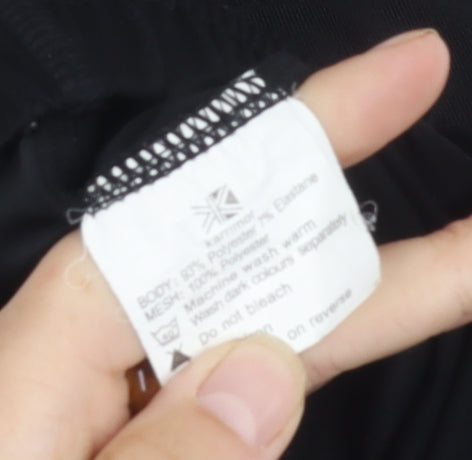 karrimor
BODY: 93% Polyester 7% Elastane
MESH: 100% Polyester
Machine wash warm
Wash dark colours separately
Do not bleach
on reverse